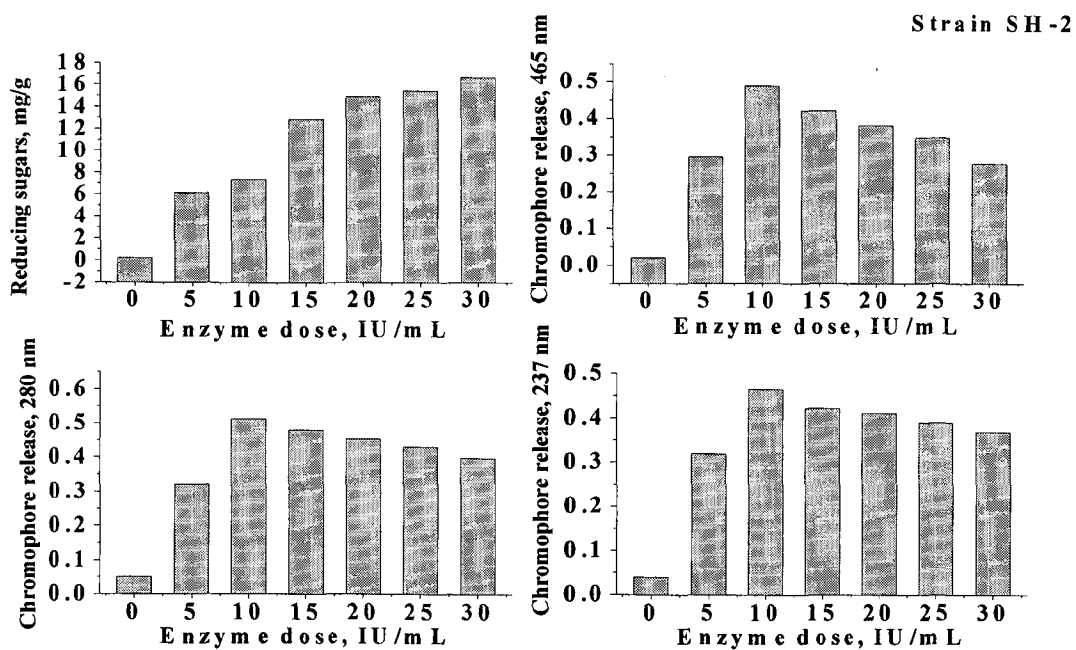 Strain SH-2
Reducing sugars, mg/g
18
16
14
12
10
8
6
4
2
0
-2
0 5 10 15 20 25 30
Enzyme dose, IU/mL
Chromophore release, 465 nm
0.5
0.4
0.3
0.2
0.1
0.0
0 5 10 15 20 25 30
Enzyme dose, IU/mL
Chromophore release, 280 nm
0.6
0.5
0.4
0.3
0.2
0.1
0.0
0 5 10 15 20 25 30
Enzyme dose, IU/mL
Chromophore release, 237 nm
0.5
0.4
0.3
0.2
0.1
0.0
0 5 10 15 20 25 30
Enzyme dose, IU/mL